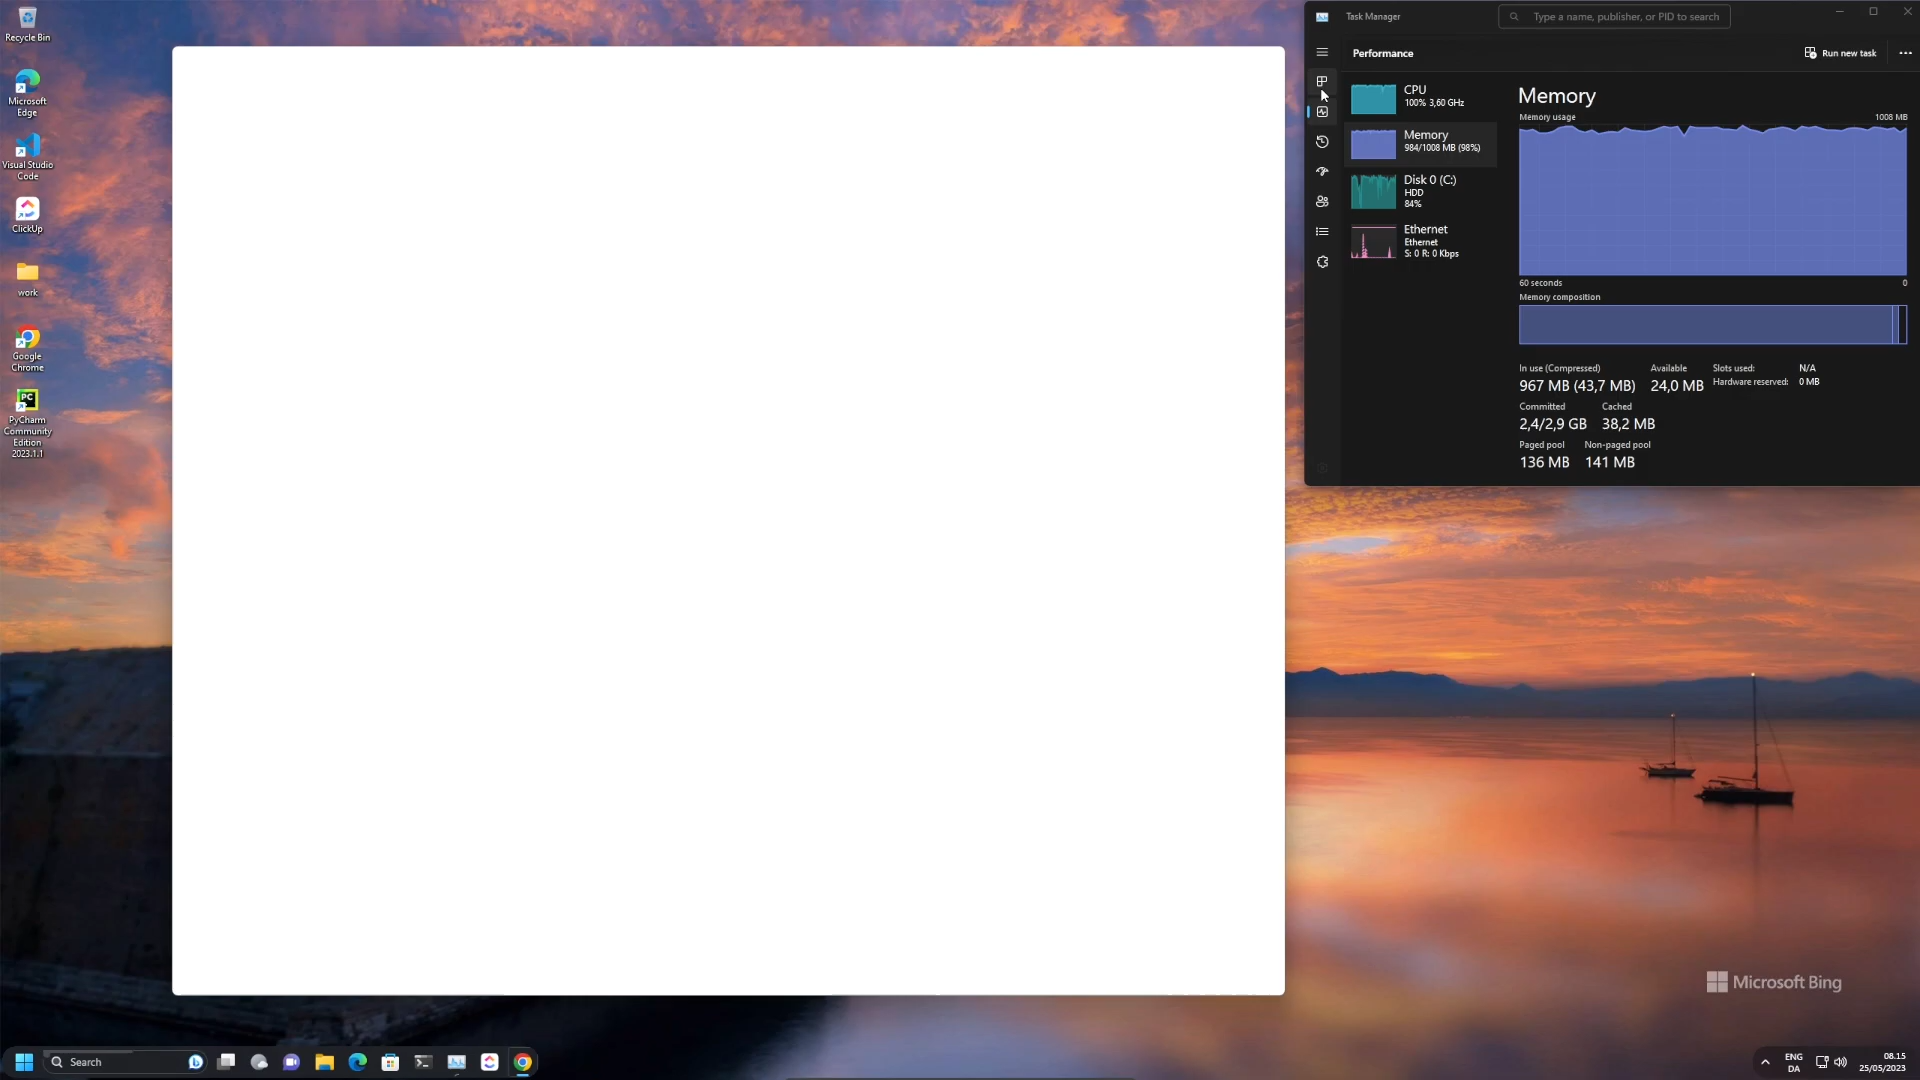 Recycle Bin
Microsoft
Edge
Visual Studio
Code
ClickUp
work
Google
Chrome
PC
PyCharm
Community
Edition
2023.1.1
Task Manager
Type a name, publisher, or PID to search
Performance
Run new task
CPU
100% 3,60 GHz
Memory
984/1008 MB (98%)
Disk 0 (C:)
HDD
84%
Ethernet
Ethernet
S: 0 R: 0 Kbps
Memory
Memory usage
1008 MB
60 seconds
0
Memory composition
In use (Compressed)
967 MB (43,7 MB)
Available
24,0 MB
Slots used:
N/A
Hardware reserved:
0 MB
Committed
2,4/2,9 GB
Cached
38,2 MB
Paged pool
136 MB
Non-paged pool
141 MB
Microsoft Bing
Search
ENG
DA
08.15
25/05/2023